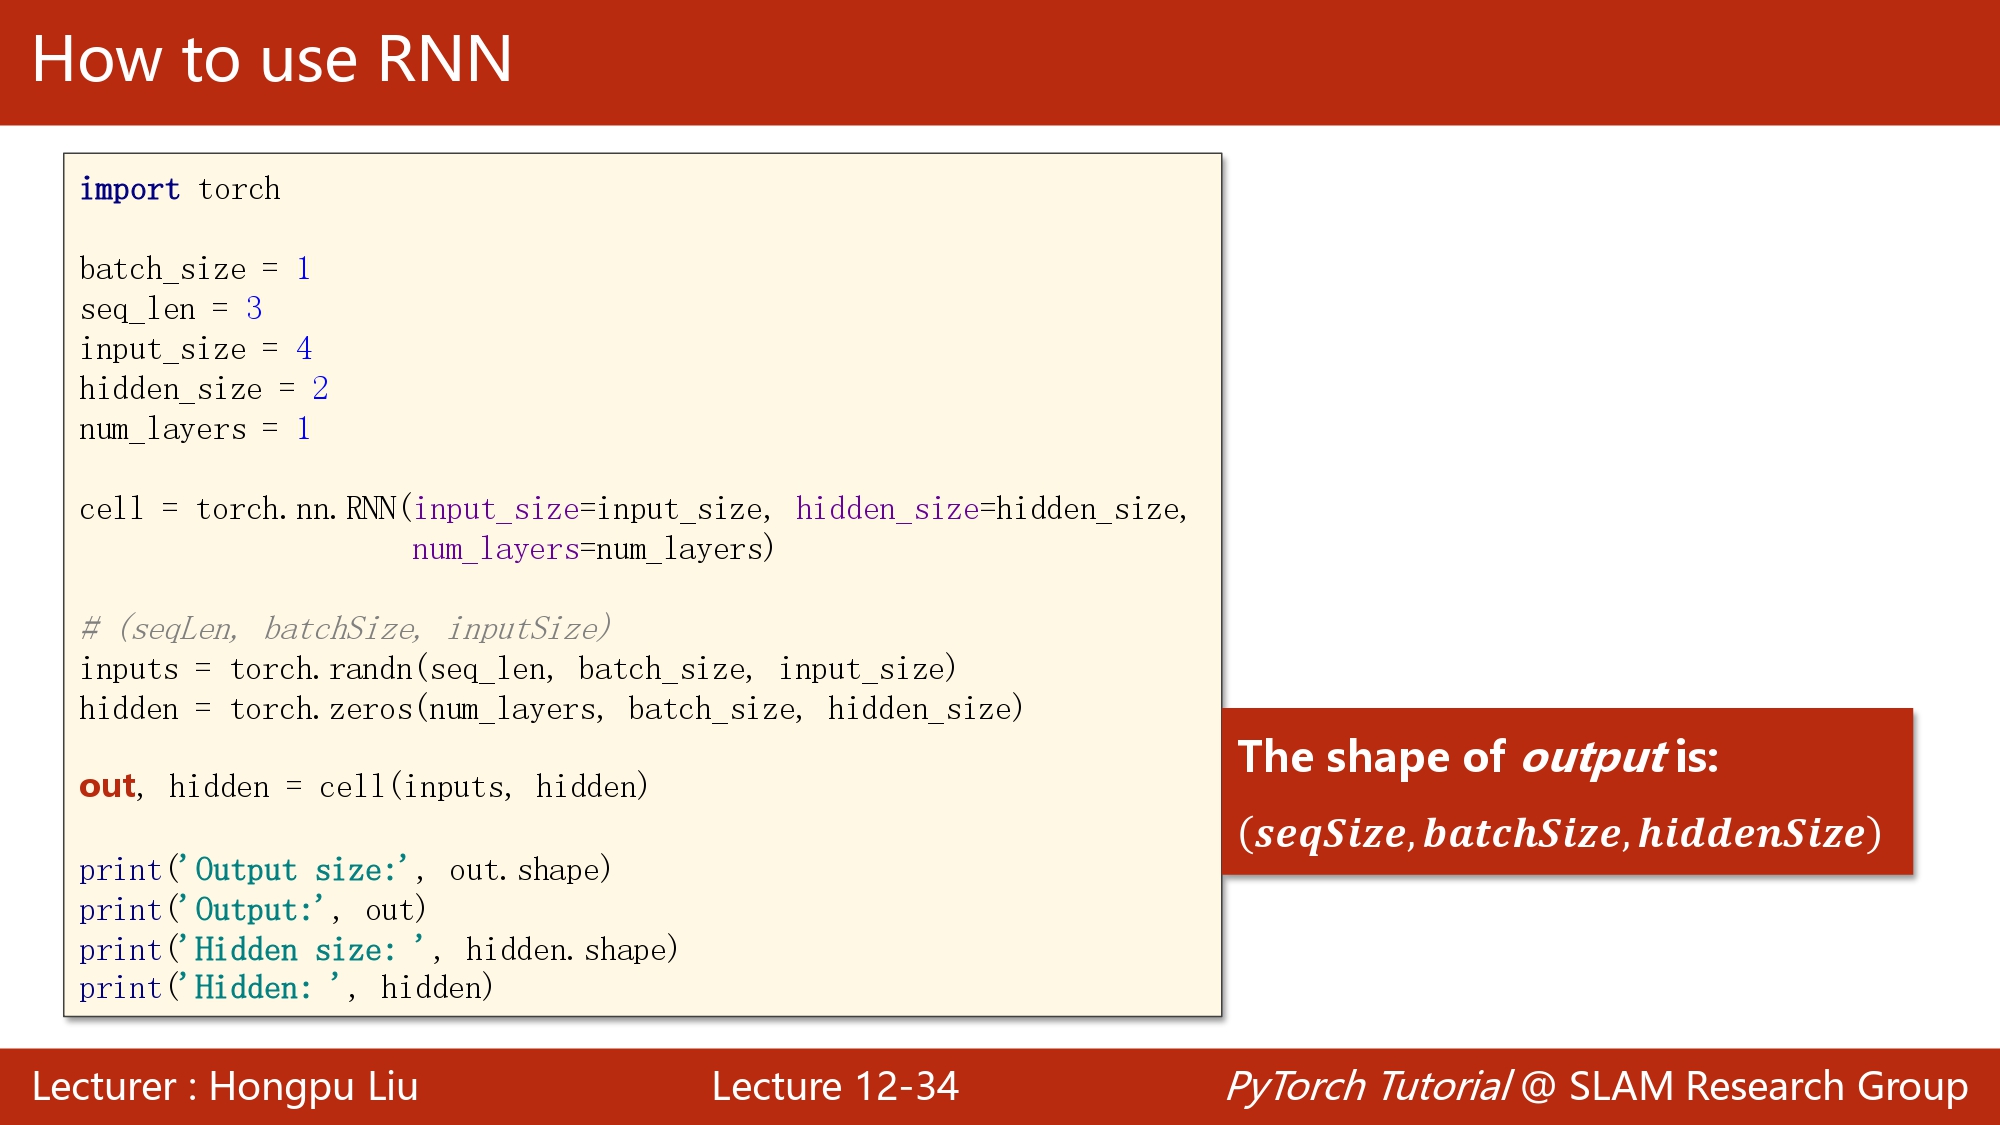 How to use RNN
import torch
batch_size = 1
seq_len = 3
input_size = 4
hidden_size = 2
num_layers = 1
cell = torch.nn.RNN(input_size=input_size, hidden_size=hidden_size,
num_layers=num_layers)
# (seqLen, batchSize, inputSize)
inputs = torch.randn(seq_len, batch_size, input_size)
hidden = torch.zeros(num_layers, batch_size, hidden_size)
out, hidden = cell(inputs, hidden)
print('Output size:', out.shape)
print('Output:', out)
print('Hidden size: ', hidden.shape)
print('Hidden: ', hidden)
The shape of output is:
(seqSize, batchSize, hiddenSize)
Lecturer : Hongpu Liu
Lecture 12-34
PyTorch Tutorial @ SLAM Research Group